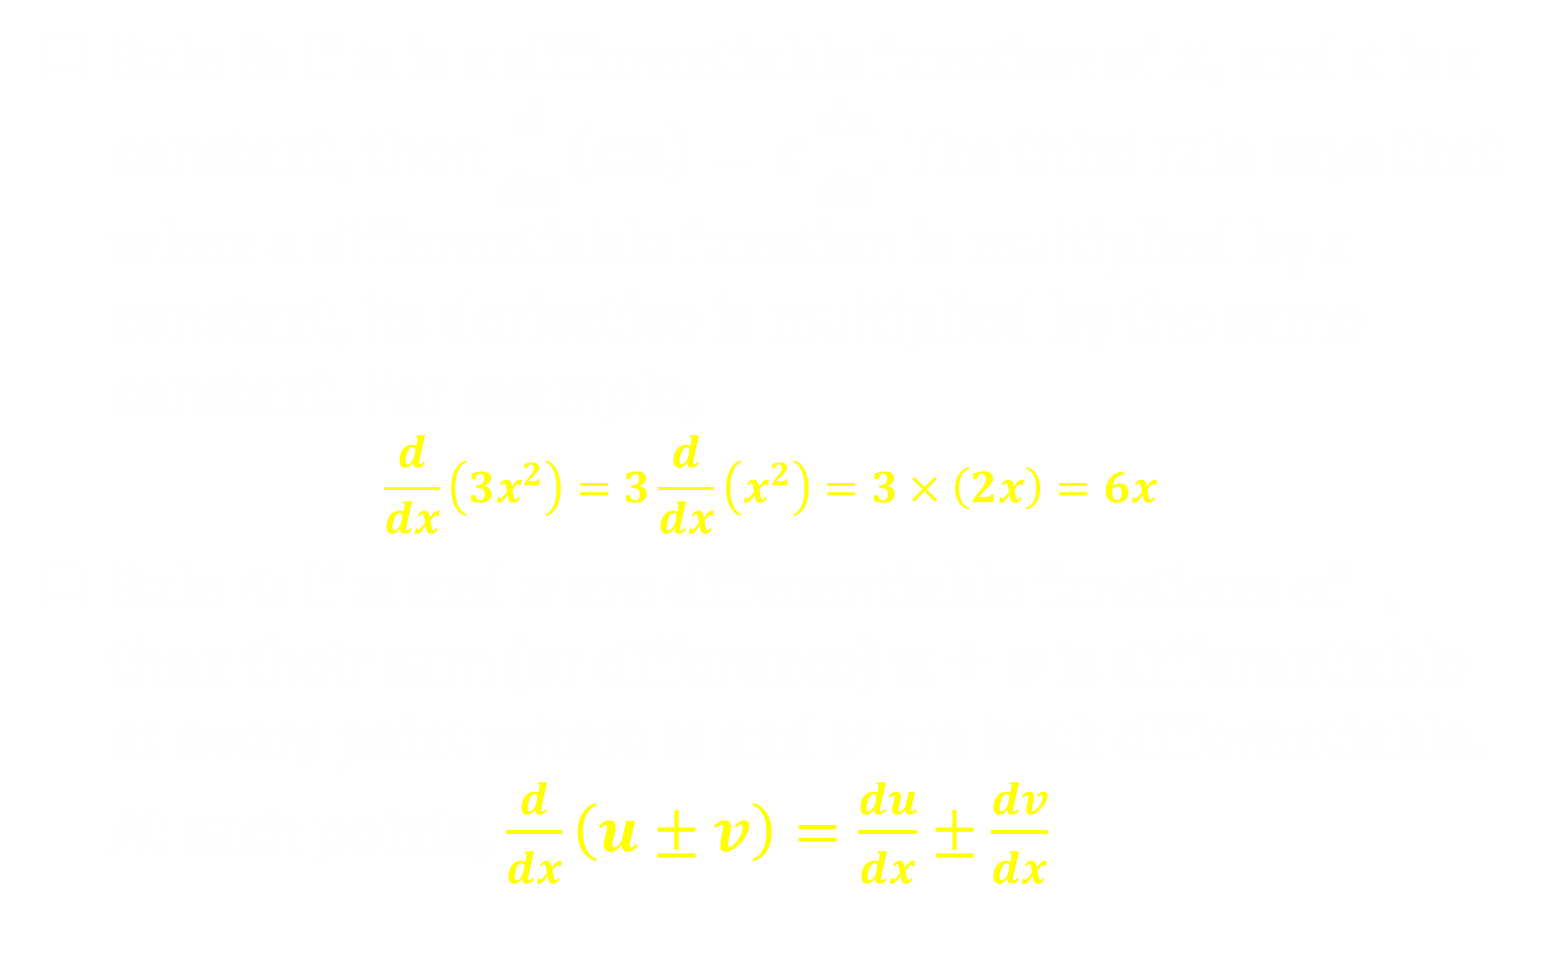 d/dx (3x²) = 3 d/dx (x²) = 3 × (2x) = 6x
d/dx (u ± v) = du/dx ± dv/dx